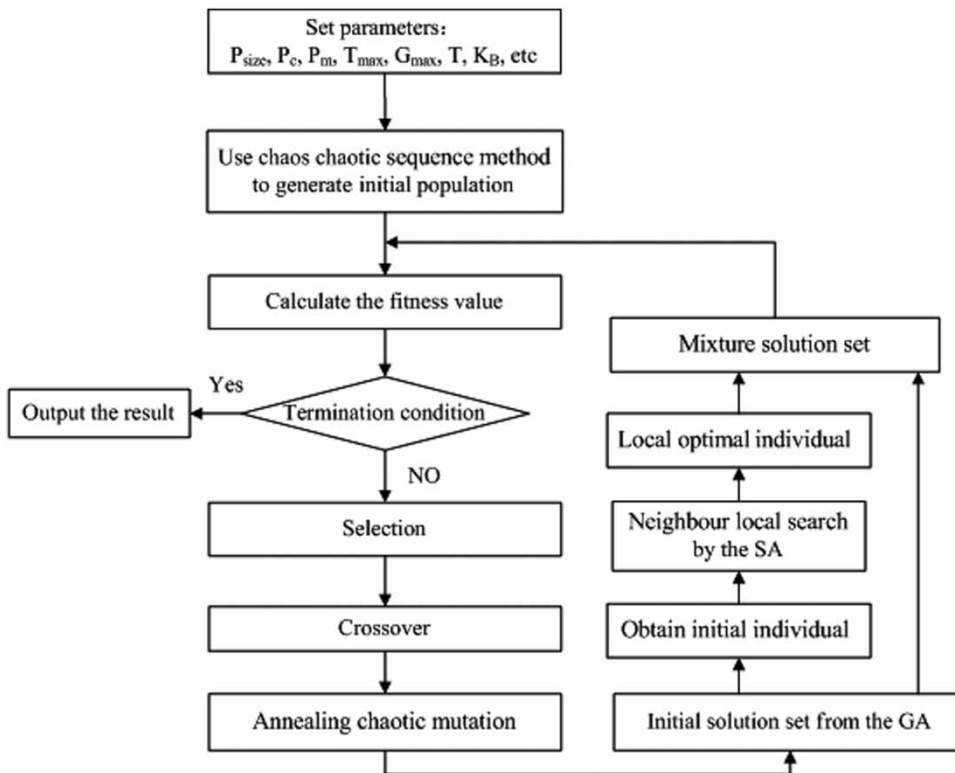 Set parameters:
Psize, Pc, Pm, Tmax, Gmax, T, KB, etc
Use chaos chaotic sequence method
to generate initial population
Calculate the fitness value
Termination condition
Yes
Output the result
NO
Selection
Crossover
Annealing chaotic mutation
Initial solution set from the GA
Obtain initial individual
Neighbour local search
by the SA
Local optimal individual
Mixture solution set